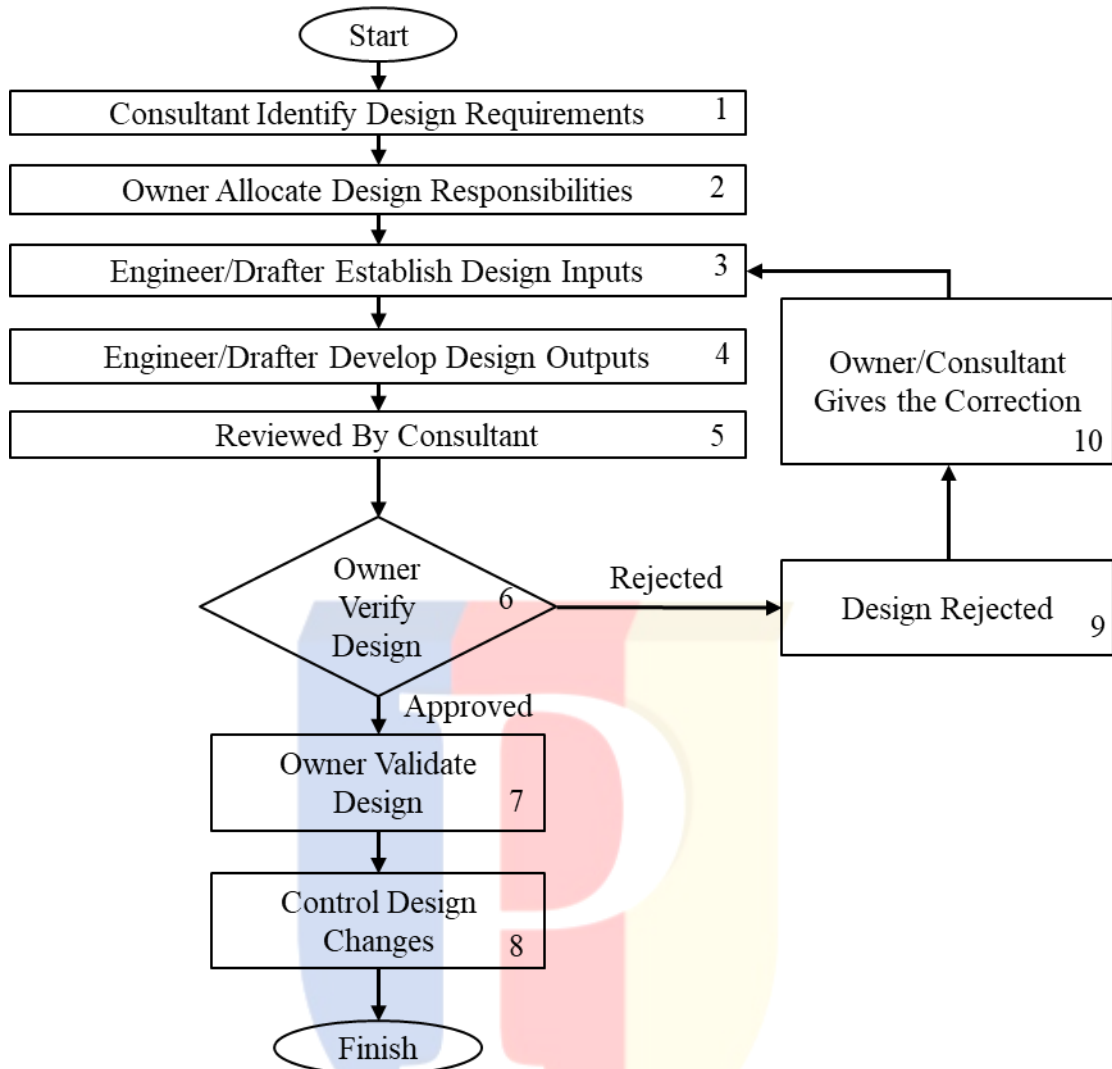 Start
Consultant Identify Design Requirements 1
Owner Allocate Design Responsibilities 2
Engineer/Drafter Establish Design Inputs 3
Engineer/Drafter Develop Design Outputs 4
Reviewed By Consultant 5
Owner
Verify
Design
6
Rejected
Design Rejected 9
Owner/Consultant
Gives the Correction
10
Approved
Owner Validate
Design
7
Control Design
Changes
8
Finish